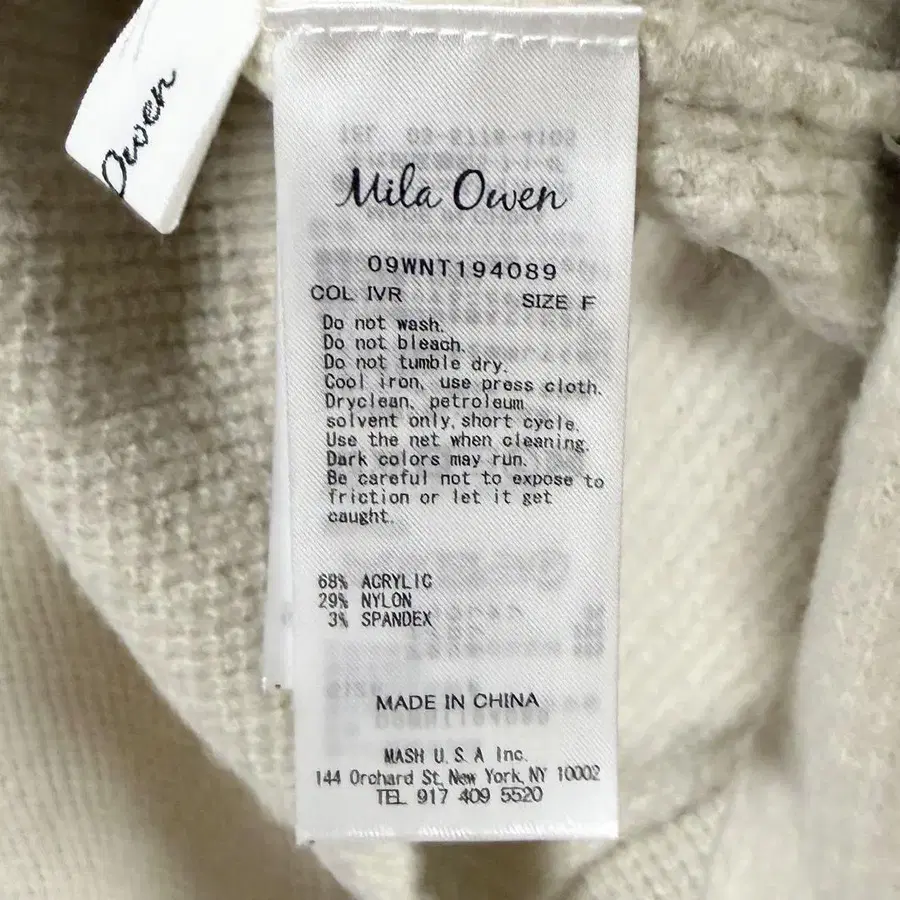 Owen
Mila Owen
09WNT194089
COL IVR SIZE F
Do not wash.
Do not bleach.
Do not tumble dry.
Cool iron, use press cloth.
Dryclean, petroleum
solvent only, short cycle.
Use the net when cleaning.
Dark colors may run.
Be careful not to expose to
friction or let it get
caught.
68% ACRYLIC
29% NYLON
3% SPANDEX
MADE IN CHINA
MASH U.S.A Inc.
144 Orchard St, New York, NY 10002
TEL 917 409 5520